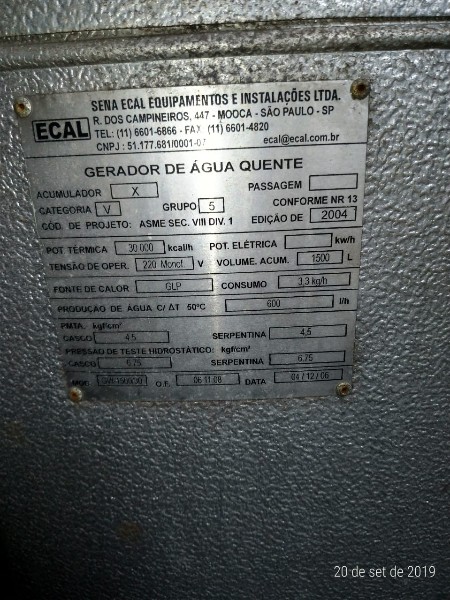 SENA ECAL EQUIPAMENTOS E INSTALAÇÕES LTDA.
ECAL
R. DOS CAMPINEIROS, 447 - MOOCA - SÃO PAULO - SP
TEL: (11) 6601-6866 - FAX (11) 6601-4820
CNPJ : 51.177.681/0001-07 ecal@ecal.com.br
GERADOR DE ÁGUA QUENTE
ACUMULADOR X PASSAGEM
CATEGORIA V GRUPO 5 CONFORME NR 13
CÓD. DE PROJETO: ASME SEC. VIII DIV. 1 EDIÇÃO DE 2004
POT. TÉRMICA 30 000 kcal/h POT. ELÉTRICA kw/h
TENSÃO DE OPER. 220 Monof. V VOLUME. ACUM. 1500 L
FONTE DE CALOR GLP CONSUMO 3,3 kg/h
PRODUÇÃO DE ÁGUA C/ ΔT 50°C 600 l/h
PMTA: kgf/cm²
CASCO 4,5 SERPENTINA 4,5
PRESSÃO DE TESTE HIDROSTÁTICO: kgf/cm²
CASCO 6,75 SERPENTINA 6,75
MOD. O.F. 06.11.08 DATA 04 / 12 / 06
20 de set de 2019